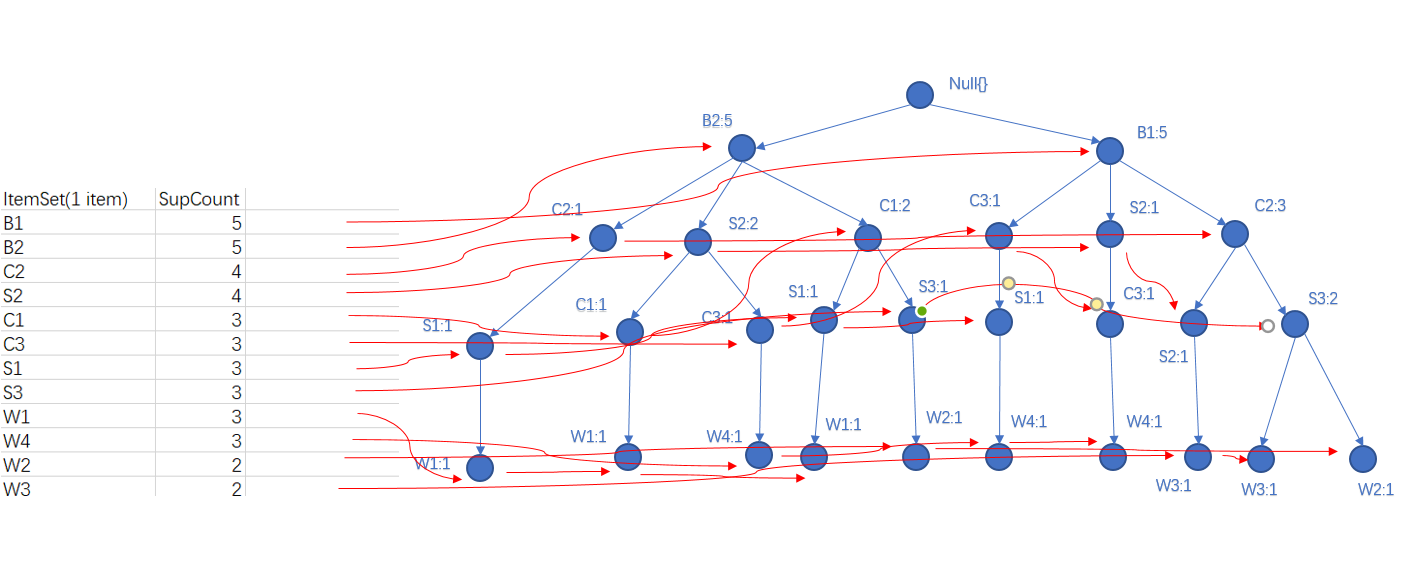 Null{}
B2:5
B1:5
ItemSet(1 item) SupCount
B1 5
B2 5
C2 4
S2 4
C1 3
C3 3
S1 3
S3 3
W1 3
W4 3
W2 2
W3 2
C2:1
S2:2
C1:2
C3:1
S2:1
C2:3
S1:1
C1:1
C3:1
S1:1
S3:1
S1:1
C3:1
S2:1
S3:2
W1:1
W1:1
W4:1
W1:1
W2:1
W4:1
W4:1
W3:1
W3:1
W2:1